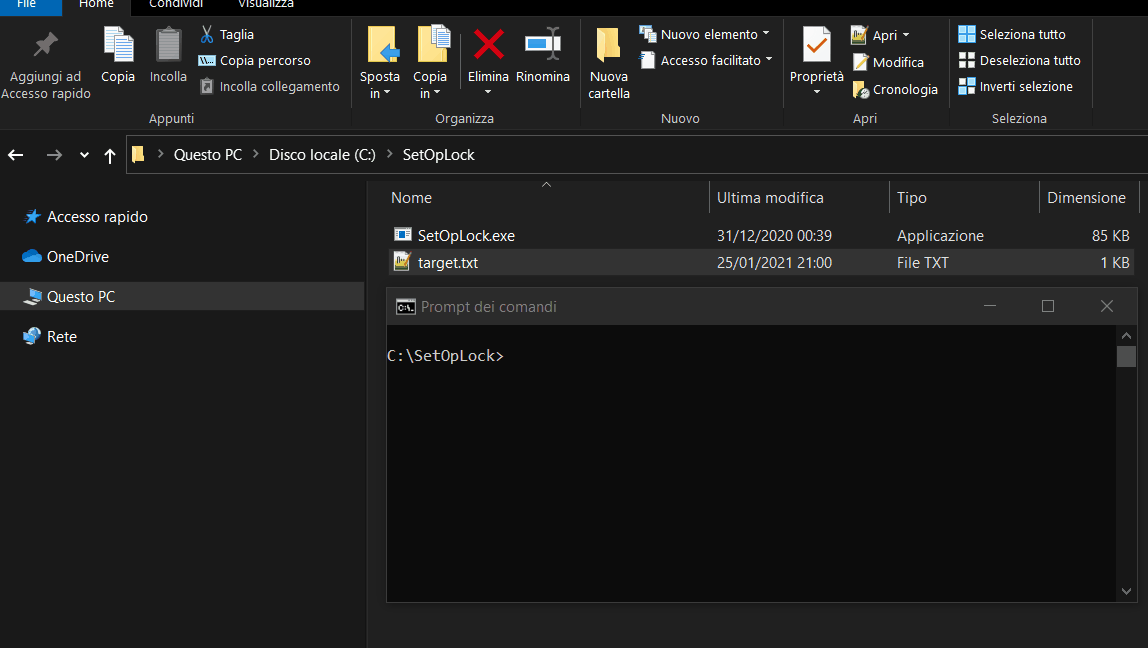 File Home Condividi Visualizza
Aggiungi ad
Accesso rapido
Copia
Incolla
Taglia
Copia percorso
Incolla collegamento
Appunti
Sposta
in
Copia
in
Elimina
Rinomina
Organizza
Nuova
cartella
Nuovo elemento
Accesso facilitato
Nuovo
Proprietà
Apri
Modifica
Cronologia
Apri
Seleziona tutto
Deseleziona tutto
Inverti selezione
Seleziona
Questo PC > Disco locale (C:) > SetOpLock
Accesso rapido
OneDrive
Questo PC
Rete
Nome Ultima modifica Tipo Dimensione
SetOpLock.exe 31/12/2020 00:39 Applicazione 85 KB
target.txt 25/01/2021 21:00 File TXT 1 KB
C:\. Prompt dei comandi
C:\SetOpLock>